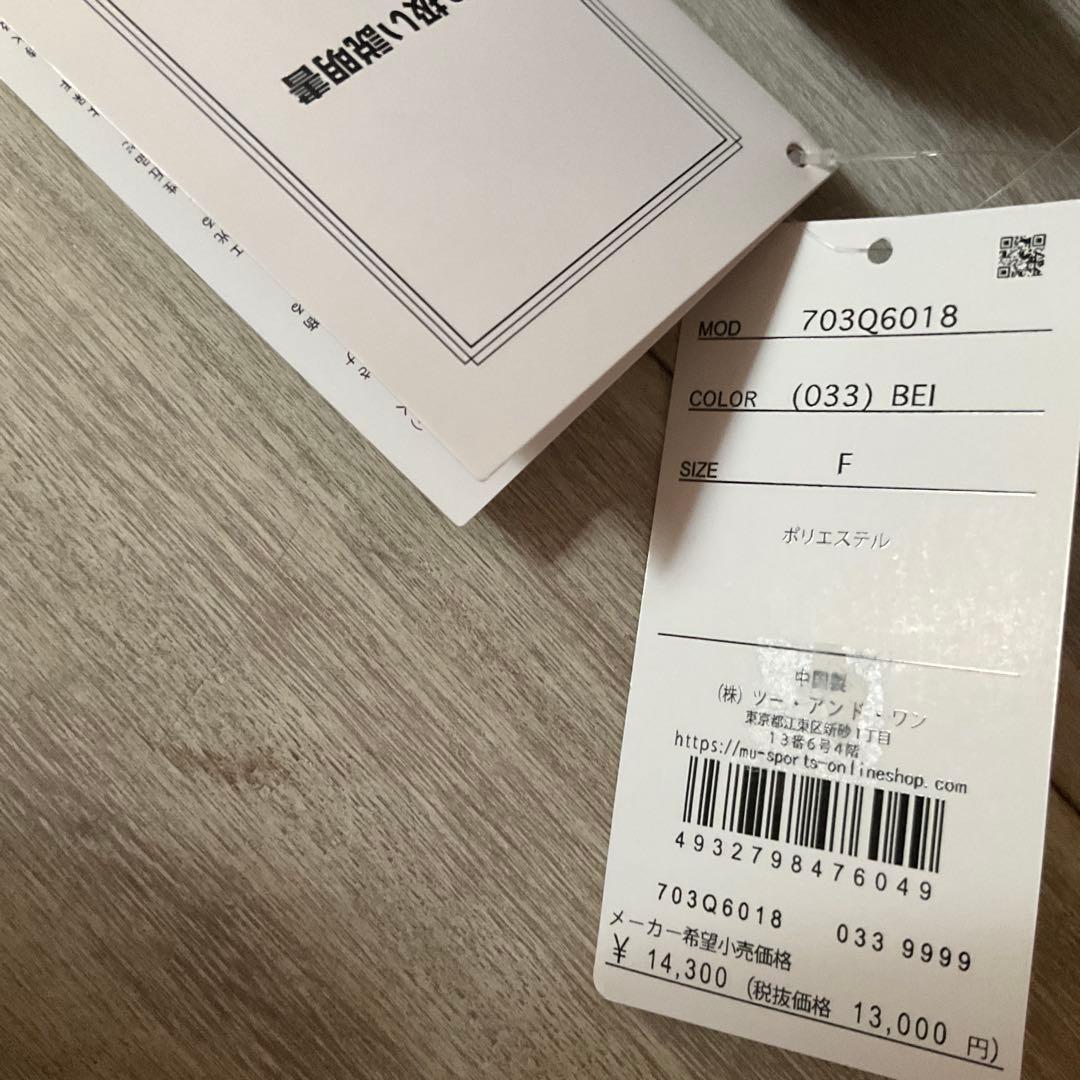 扱い説明書
MOD 703Q6018
COLOR (033) BEI
SIZE F
ポリエステル
中国製
(株) ツー・アンド・ワン
東京都江東区新砂1丁目
13番6号4階
https://mu-sports-onlineshop.com
4932798476049
703Q6018 033 9999
メーカー希望小売価格
¥ 14,300 (税抜価格 13,000 円)